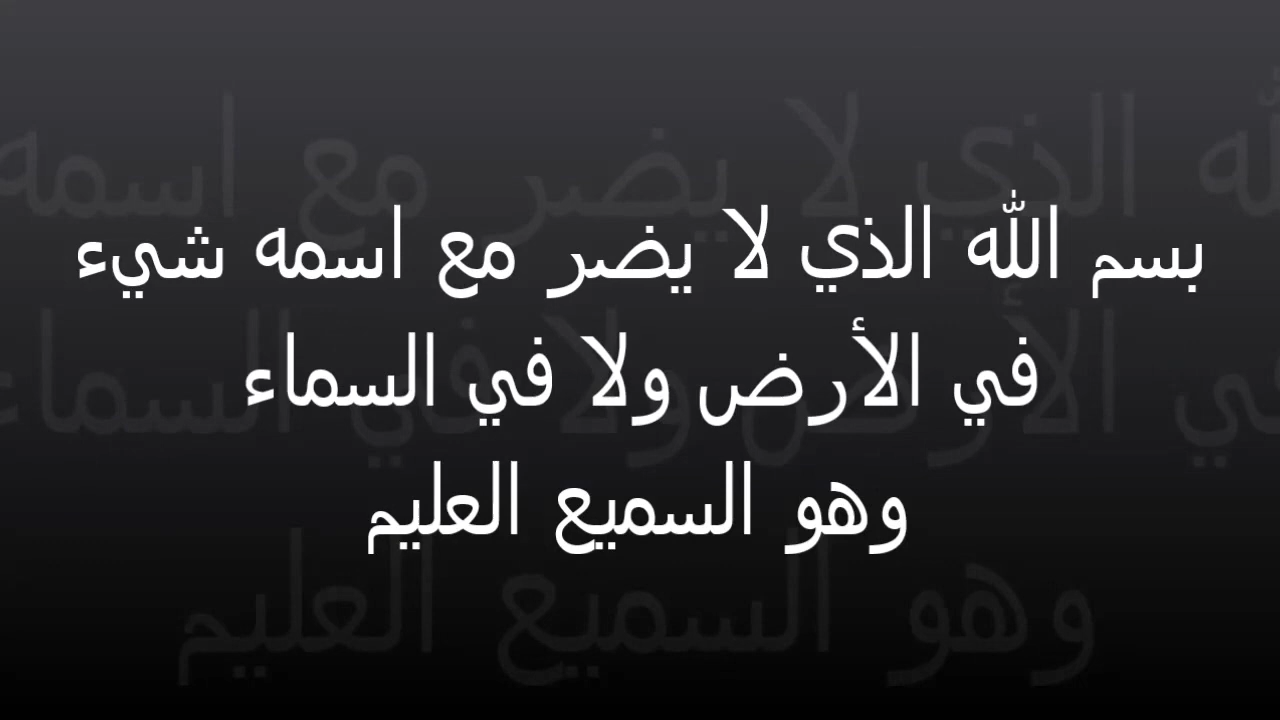 بسم الله الذي لا يضر مع اسمه شيء
في الأرض ولا في السماء
وهو السميع العليم